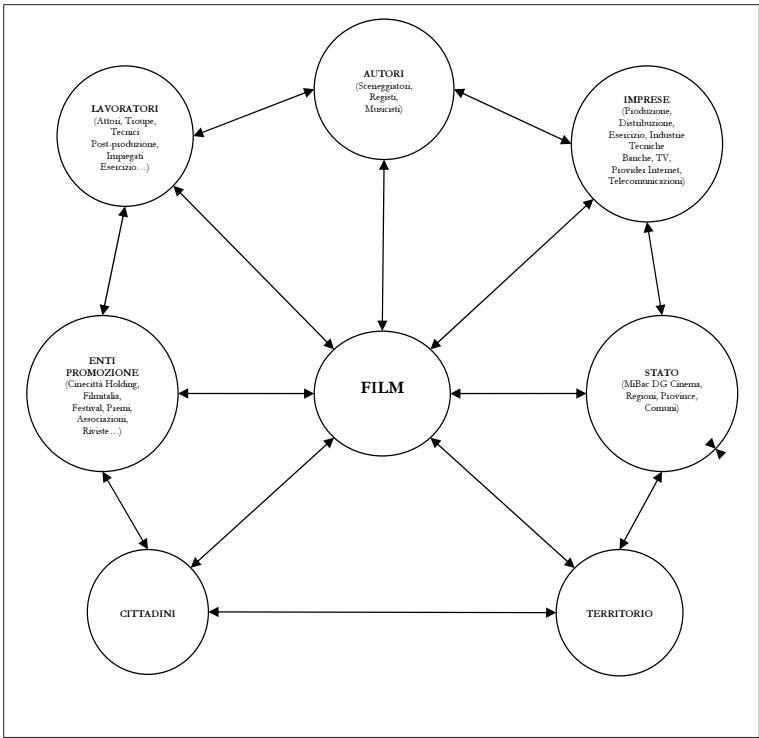 AUTORI
(Sceneggiatori,
Registi,
Musicisti)
LAVORATORI
(Attori, Troupe,
Tecnici
Post-produzione,
Impiegati
Esercizio…)
IMPRESE
(Produzione,
Distribuzione,
Esercizio, Industrie
Tecniche
Banche, TV,
Provider Internet,
Telecomunicazioni)
ENTI
PROMOZIONE
(Cinecittà Holding,
Filmitalia,
Festival, Premi,
Associazioni,
Riviste…)
FILM
STATO
(MiBac DG Cinema,
Regioni, Province,
Comuni)
CITTADINI
TERRITORIO